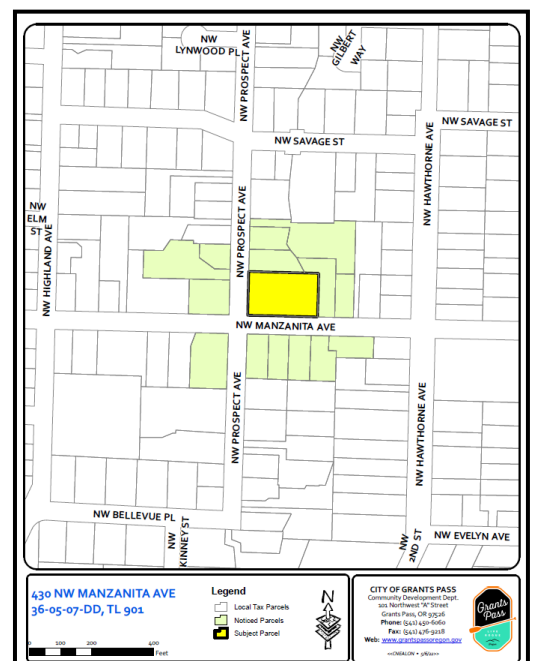 NW
LYNWOOD PL
NW PROSPECT AVE
NW
GILBERT
WAY
NW SAVAGE ST
NW SAVAGE ST
NW HAWTHORNE AVE
NW
ELM
ST
NW HIGHLAND AVE
NW PROSPECT AVE
NW MANZANITA AVE
NW PROSPECT AVE
NW HAWTHORNE AVE
NW BELLEVUE PL
NW
KINNEY ST
NW
2ND ST
NW EVELYN AVE
430 NW MANZANITA AVE
36-05-07-DD, TL 901
0 100 200 400
Feet
Legend
Local Tax Parcels
Noticed Parcels
Subject Parcel
N
CITY OF GRANTS PASS
Community Development Dept.
101 Northwest "A" Street
Grants Pass, OR 97526
Phone: (541) 450-6060
Fax: (541) 476-9218
Web: www.grantspassoregon.gov
Grants
Pass